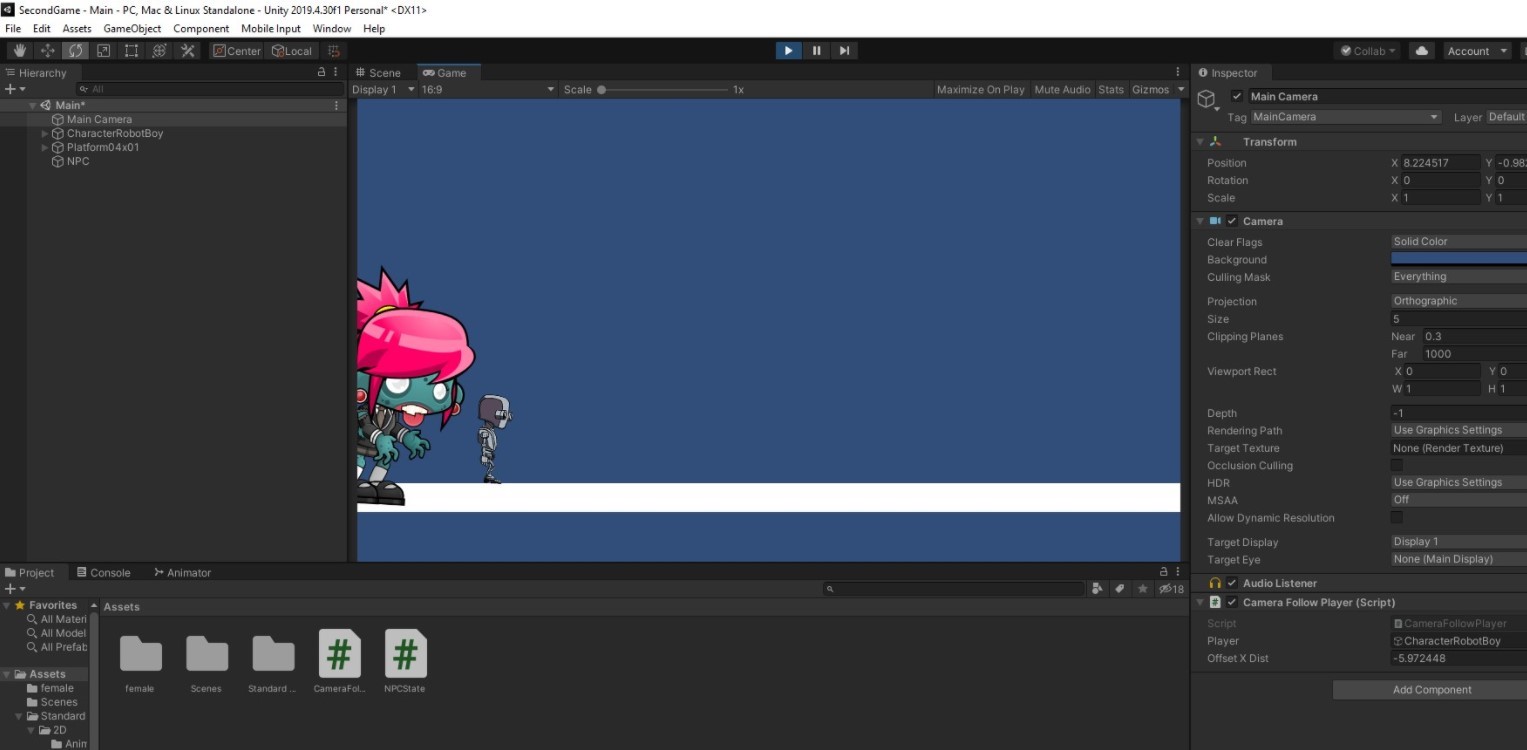 SecondGame - Main - PC, Mac & Linux Standalone - Unity 2019.4.30f1 Personal* <DX11>
File Edit Assets GameObject Component Mobile Input Window Help
Center Local Collab Account
Hierarchy
All
Main*
Main Camera
CharacterRobotBoy
Platform04x01
NPC
Scene Game
Display 1 16:9 Scale 1x Maximize On Play Mute Audio Stats Gizmos
Inspector
Main Camera
Tag MainCamera Layer Default
Transform
Position X 8.224517 Y -0.98
Rotation X 0 Y 0
Scale X 1 Y 1
Camera
Clear Flags Solid Color
Background
Culling Mask Everything
Projection Orthographic
Size 5
Clipping Planes Near 0.3
Far 1000
Viewport Rect X 0 Y 0
W 1 H 1
Depth -1
Rendering Path Use Graphics Settings
Target Texture None (Render Texture)
Occlusion Culling
HDR Use Graphics Settings
MSAA Off
Allow Dynamic Resolution
Target Display Display 1
Target Eye None (Main Display)
Audio Listener
Camera Follow Player (Script)
Script CameraFollowPlayer
Player CharacterRobotBoy
Offset X Dist -5.972448
Add Component
Project Console Animator
18
Favorites
All Materi
All Model
All Prefab
Assets
female
Scenes
Standard
2D
Anim
Assets
female Scenes Standard ... CameraFol... NPCState